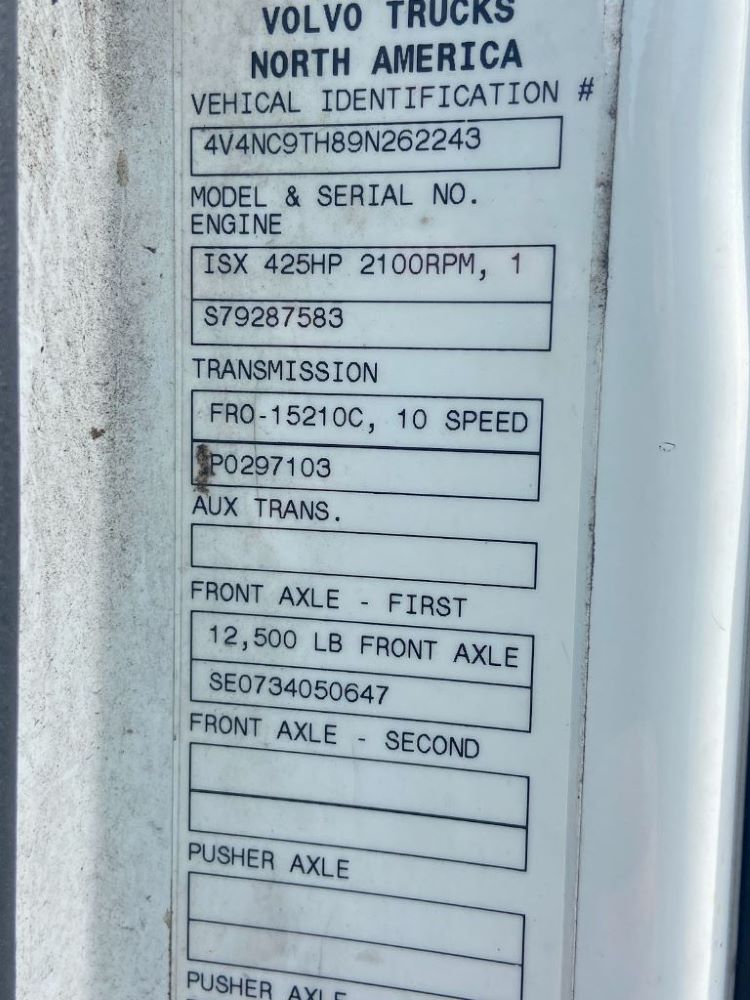 VOLVO TRUCKS
NORTH AMERICA
VEHICAL IDENTIFICATION #
4V4NC9TH89N262243
MODEL & SERIAL NO.
ENGINE
ISX 425HP 2100RPM, 1
S79287583
TRANSMISSION
FRO-15210C, 10 SPEED
P0297103
AUX TRANS.
FRONT AXLE - FIRST
12,500 LB FRONT AXLE
SE0734050647
FRONT AXLE - SECOND
PUSHER AXLE
PUSHER AXLE